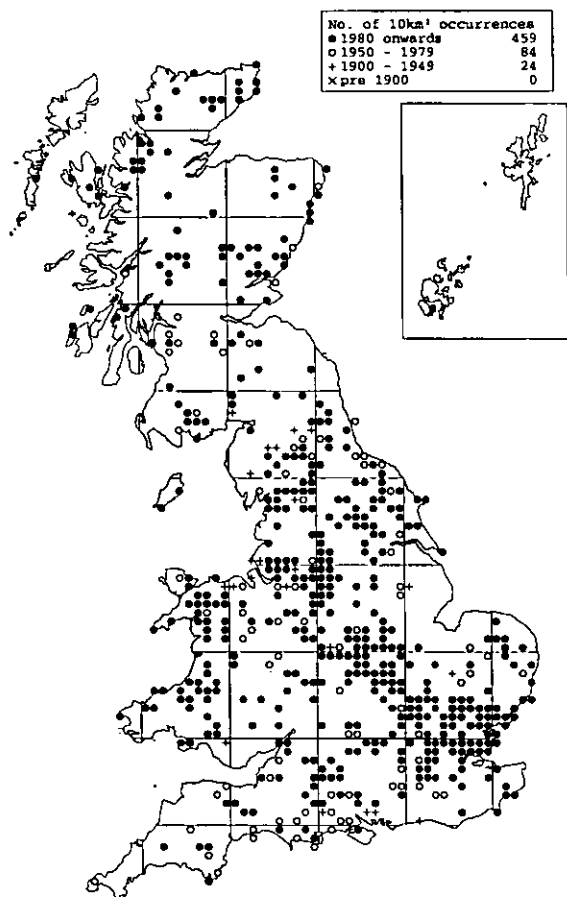 No. of 10km² occurrences
● 1980 onwards 459
○ 1950 - 1979 84
+ 1900 - 1949 24
× pre 1900 0